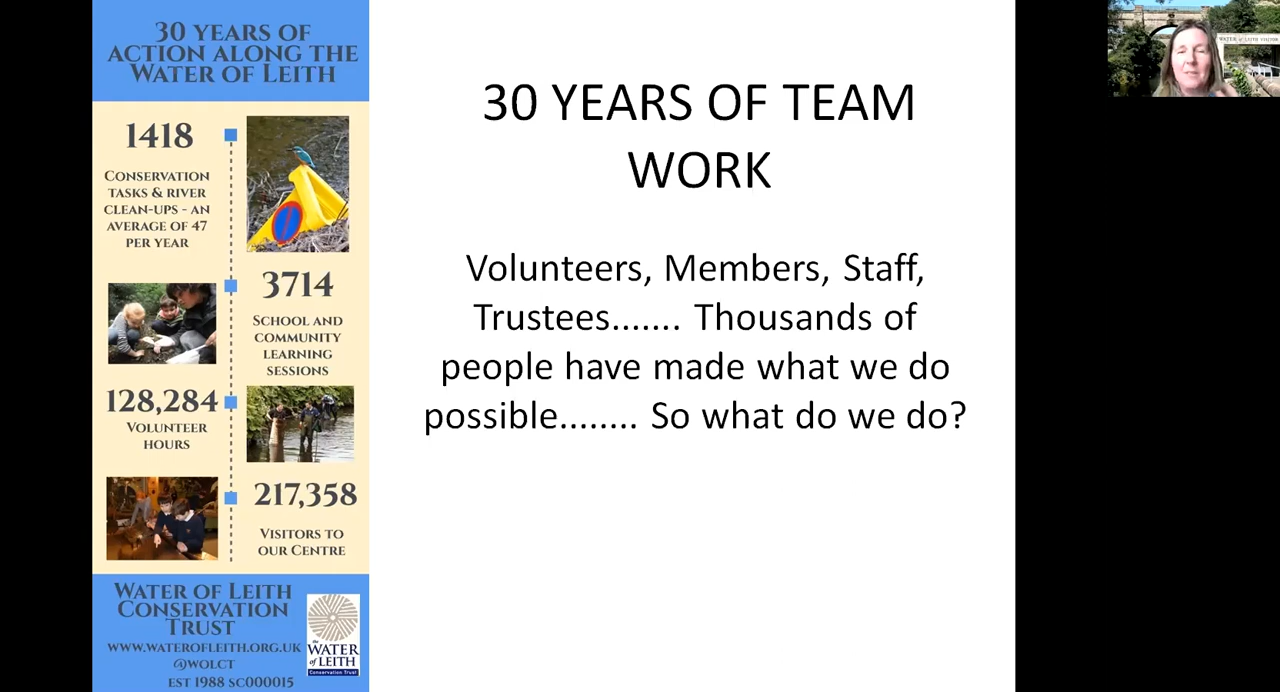 30 YEARS OF
ACTION ALONG THE
WATER OF LEITH
1418
CONSERVATION
TASKS & RIVER
CLEAN-UPS - AN
AVERAGE OF 47
PER YEAR
3714
SCHOOL AND
COMMUNITY
LEARNING
SESSIONS
128,284
VOLUNTEER
HOURS
217,358
VISITORS TO
OUR CENTRE
WATER OF LEITH
CONSERVATION
TRUST
WWW.WATEROFLEITH.ORG.UK
@WOLCT
EST 1988 SC000015
the
WATER
of LEITH
Conservation Trust
30 YEARS OF TEAM
WORK
Volunteers, Members, Staff,
Trustees....... Thousands of
people have made what we do
possible........ So what do we do?
WATER of LEITH VISITOR